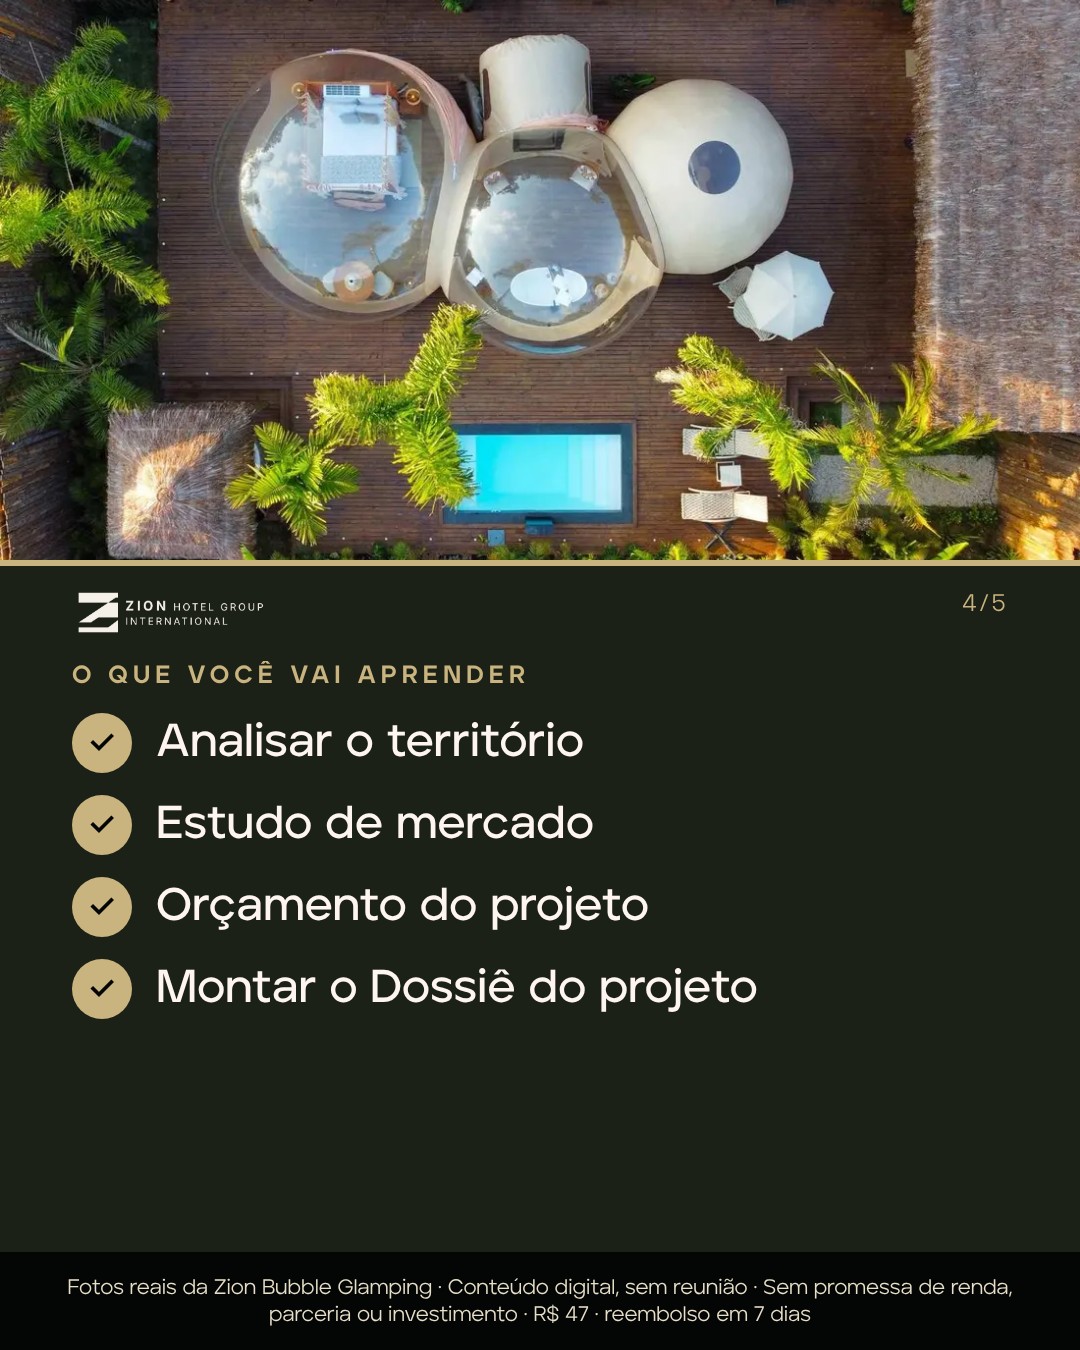 ZION HOTEL GROUP
INTERNATIONAL
4/5
O QUE VOCÊ VAI APRENDER
Analisar o território
Estudo de mercado
Orçamento do projeto
Montar o Dossiê do projeto
Fotos reais da Zion Bubble Glamping · Conteúdo digital, sem reunião · Sem promessa de renda,
parceria ou investimento · R$ 47 · reembolso em 7 dias